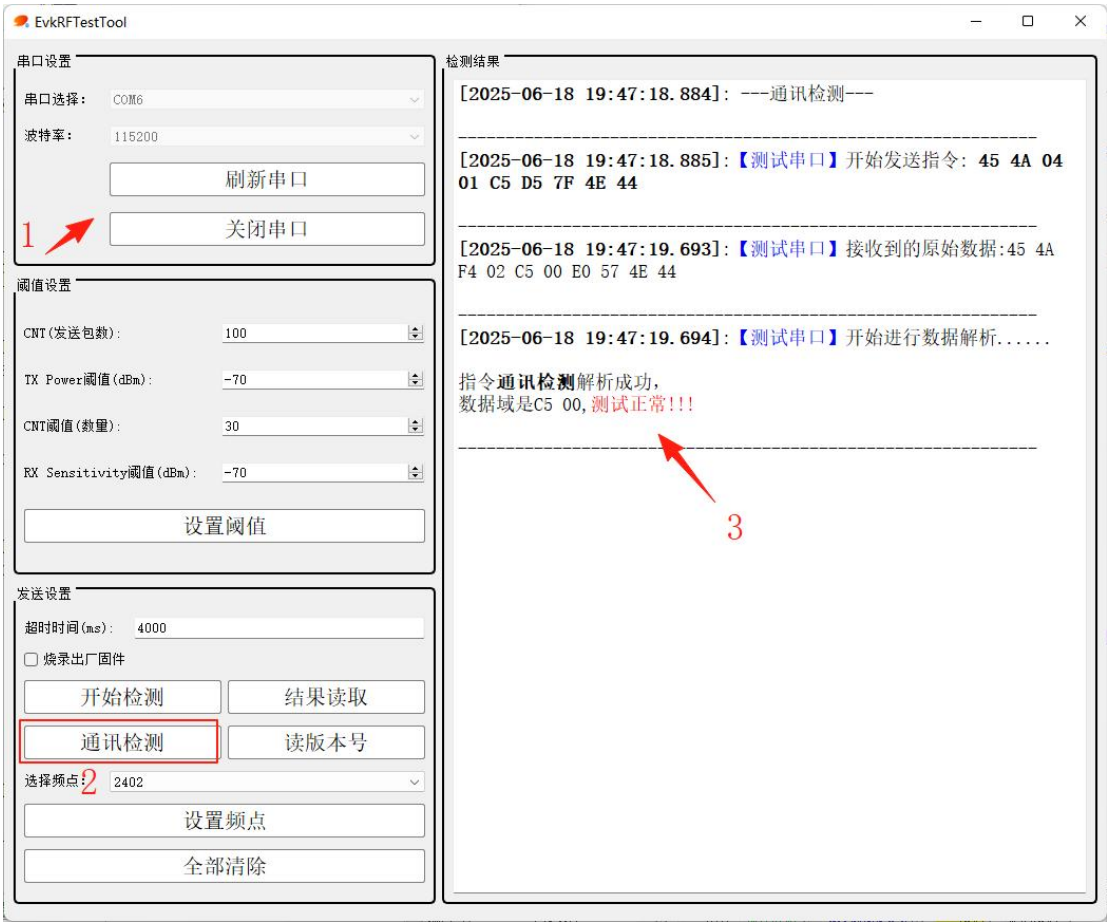 EvkRFTestTool
串口设置
串口选择: COM6
波特率: 115200
刷新串口
1
关闭串口
阈值设置
CNT(发送包数): 100
TX Power阈值(dBm): -70
CNT阈值(数量): 30
RX Sensitivity阈值(dBm): -70
设置阈值
发送设置
超时时间(ms): 4000
烧录出厂固件
开始检测 结果读取
通讯检测 读版本号
选择频点: 2 2402
设置频点
全部清除
检测结果
[2025-06-18 19:47:18.884]: ---通讯检测---
[2025-06-18 19:47:18.885]:【测试串口】开始发送指令: 45 4A 04
01 C5 D5 7F 4E 44
[2025-06-18 19:47:19.693]:【测试串口】接收到的原始数据:45 4A
F4 02 C5 00 E0 57 4E 44
[2025-06-18 19:47:19.694]:【测试串口】开始进行数据解析......
指令通讯检测解析成功,
数据域是C5 00,测试正常!!!
3